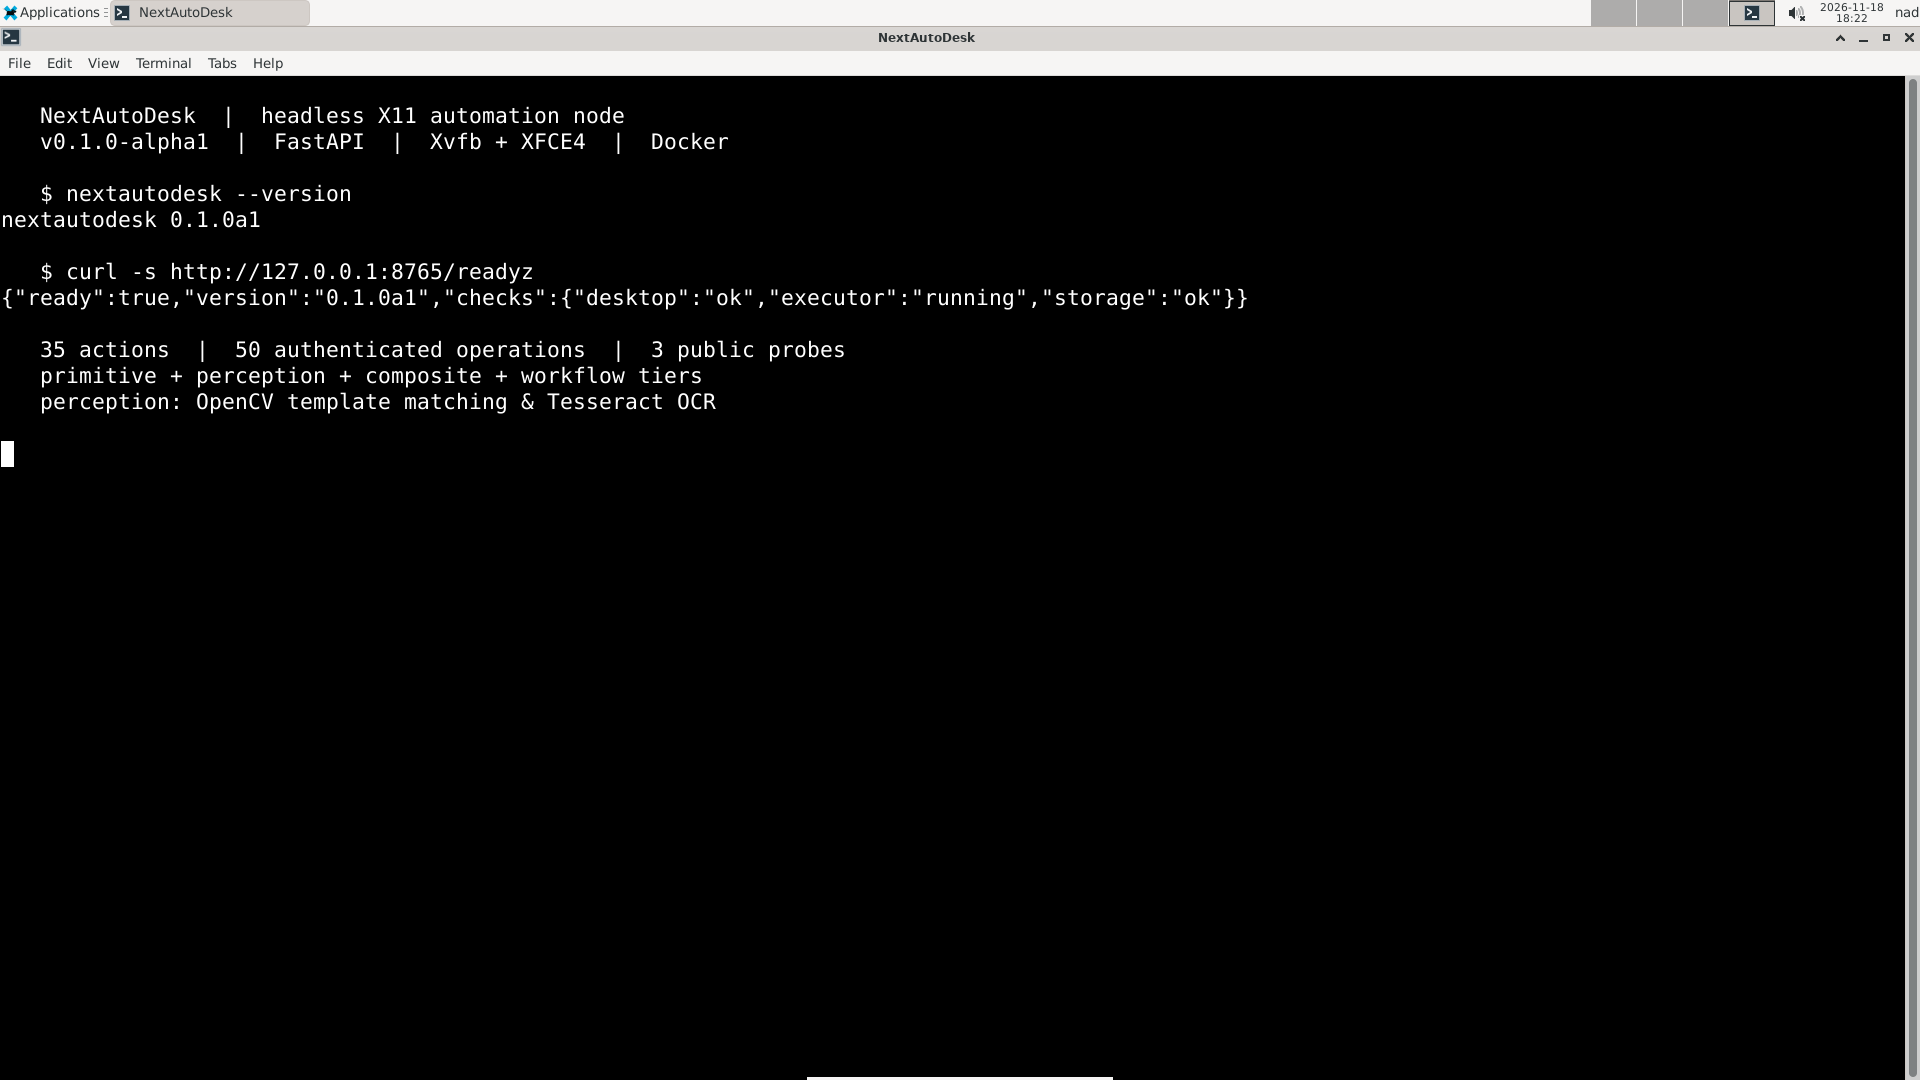 Applications
NextAutoDesk
2026-11-18
18:22
nad
NextAutoDesk
File Edit View Terminal Tabs Help
NextAutoDesk | headless X11 automation node
v0.1.0-alpha1 | FastAPI | Xvfb + XFCE4 | Docker
$ nextautodesk --version
nextautodesk 0.1.0a1
$ curl -s http://127.0.0.1:8765/readyz
{"ready":true,"version":"0.1.0a1","checks":{"desktop":"ok","executor":"running","storage":"ok"}}
35 actions | 50 authenticated operations | 3 public probes
primitive + perception + composite + workflow tiers
perception: OpenCV template matching & Tesseract OCR